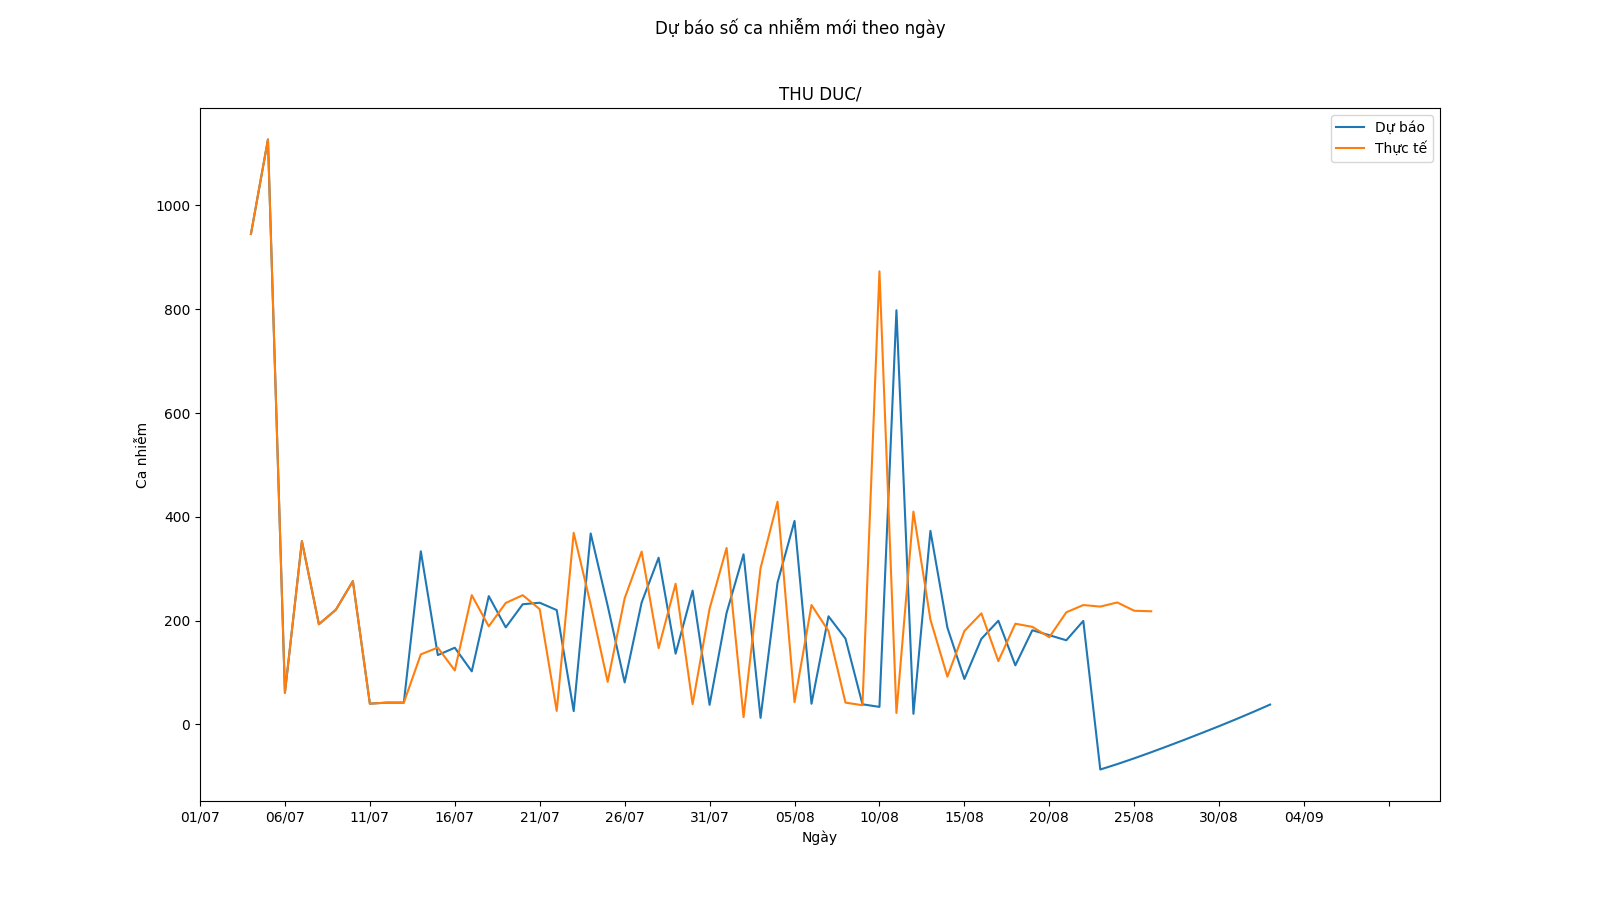 Dự báo số ca nhiễm mới theo ngày
THU DUC/
Dự báo
Thực tế
1000
800
600
400
200
0
Ca nhiễm
01/07 06/07 11/07 16/07 21/07 26/07 31/07 05/08 10/08 15/08 20/08 25/08 30/08 04/09
Ngày